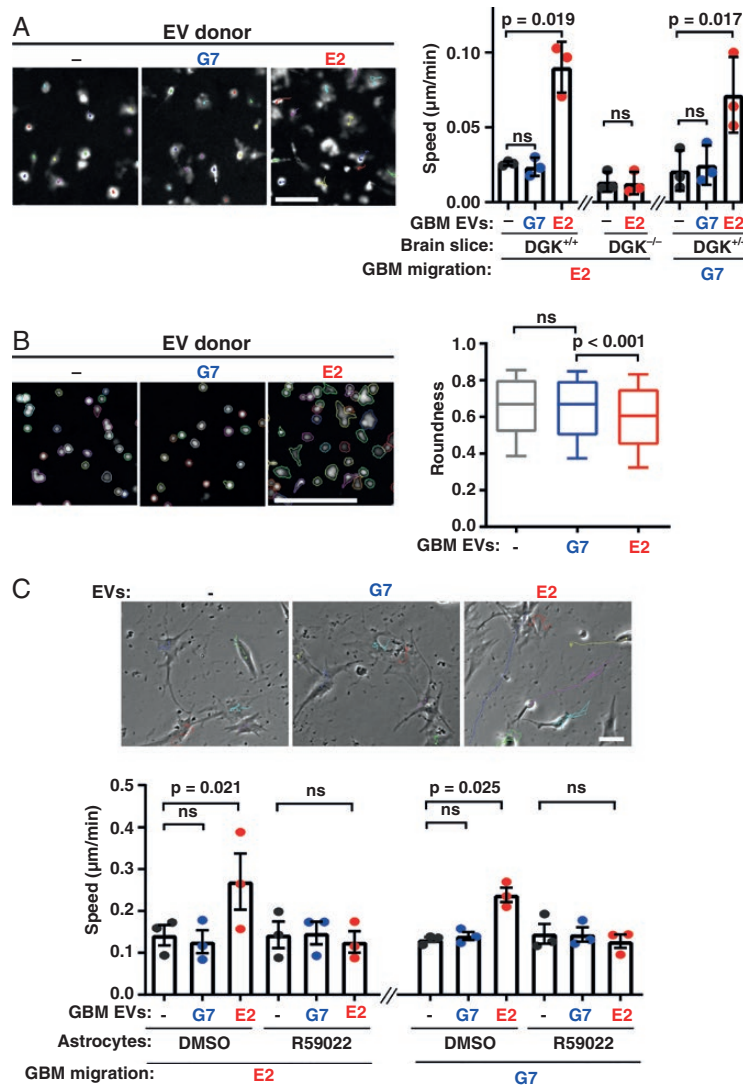 A
EV donor
– G7 E2
p = 0.019
p = 0.017
ns
ns
ns
Speed (µm/min)
0.10
0.05
0.00
GBM EVs: – G7 E2 – E2 – G7 E2
Brain slice: DGK+/+ DGK–/– DGK+/
GBM migration: E2 G7
B
EV donor
– G7 E2
ns
p < 0.001
Roundness
1.0
0.8
0.6
0.4
0.2
0.0
GBM EVs: - G7 E2
C
EVs: - G7 E2
p = 0.021
ns
ns
p = 0.025
ns
ns
Speed (µm/min)
0.5
0.4
0.3
0.2
0.1
0.0
GBM EVs: - G7 E2 - G7 E2 - G7 E2 - G7 E2
Astrocytes: DMSO R59022 DMSO R59022
GBM migration: E2 G7